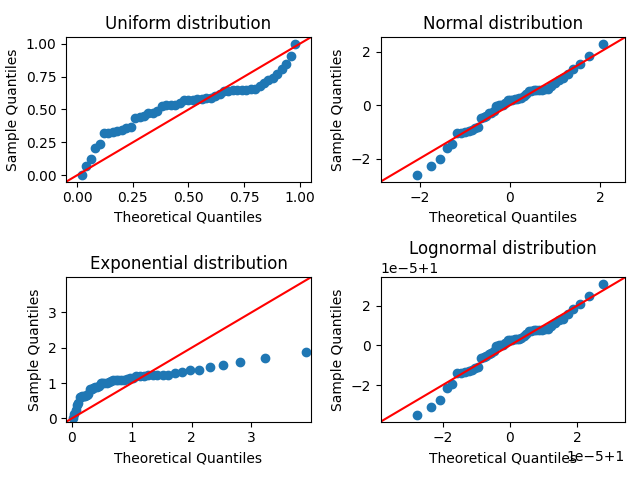 Uniform distribution
1.00
0.75
0.50
0.25
0.00
Sample Quantiles
0.00 0.25 0.50 0.75 1.00
Theoretical Quantiles
Normal distribution
2
0
−2
Sample Quantiles
−2 0 2
Theoretical Quantiles
Exponential distribution
3
2
1
0
Sample Quantiles
0 1 2 3
Theoretical Quantiles
Lognormal distribution
1e−5+1
2
0
−2
Sample Quantiles
−2 0 2
Theoretical Quantiles
1e−5+1